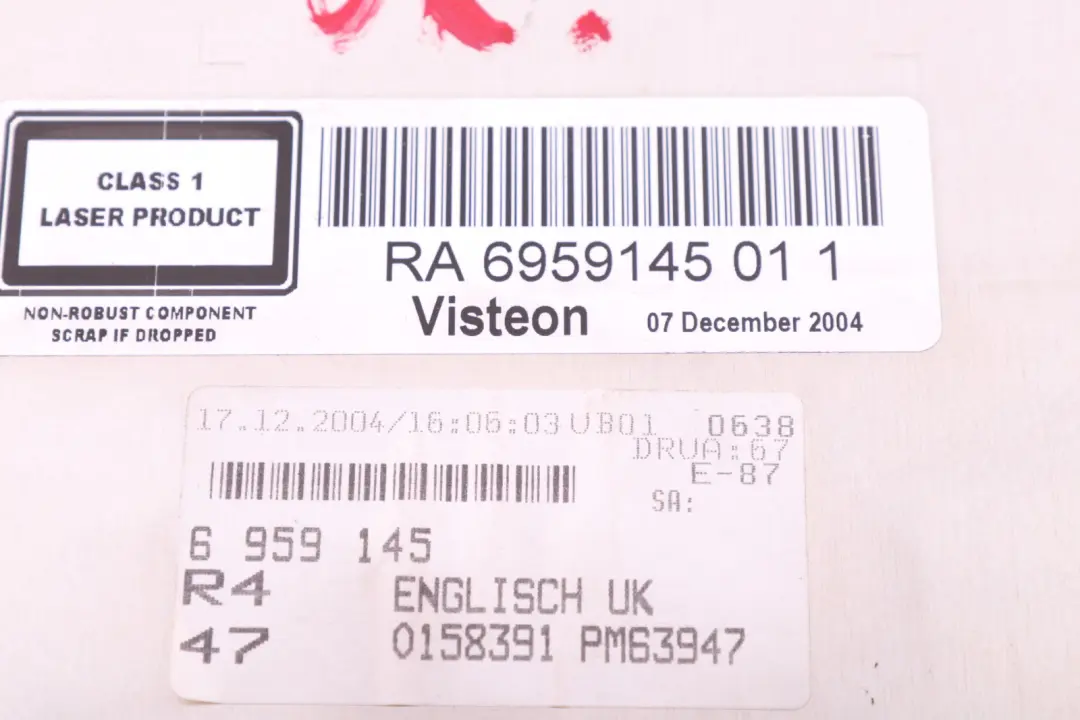 CLASS 1
LASER PRODUCT
NON-ROBUST COMPONENT
SCRAP IF DROPPED
RA 6959145 01 1
Visteon 07 December 2004
17.12.2004/16:06:03 UB01 0638
DRUA:67
E-87
SA:
6 959 145
R4 ENGLISCH UK
47 0158391 PM63947